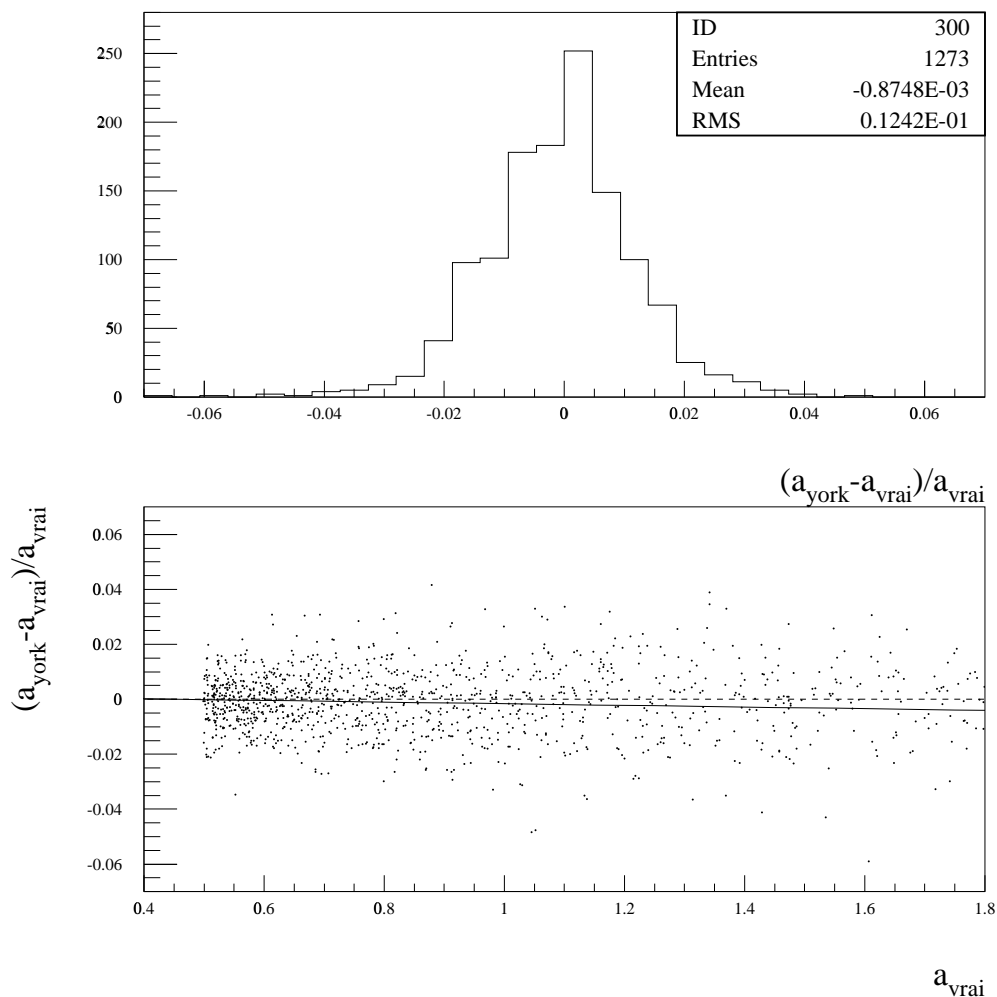 ID 300
Entries 1273
Mean -0.8748E-03
RMS 0.1242E-01
250
200
150
100
50
0
-0.06 -0.04 -0.02 0 0.02 0.04 0.06
(a_york-a_vrai)/a_vrai
(a_york-a_vrai)/a_vrai
0.06
0.04
0.02
0
-0.02
-0.04
-0.06
0.4 0.6 0.8 1 1.2 1.4 1.6 1.8
a_vrai